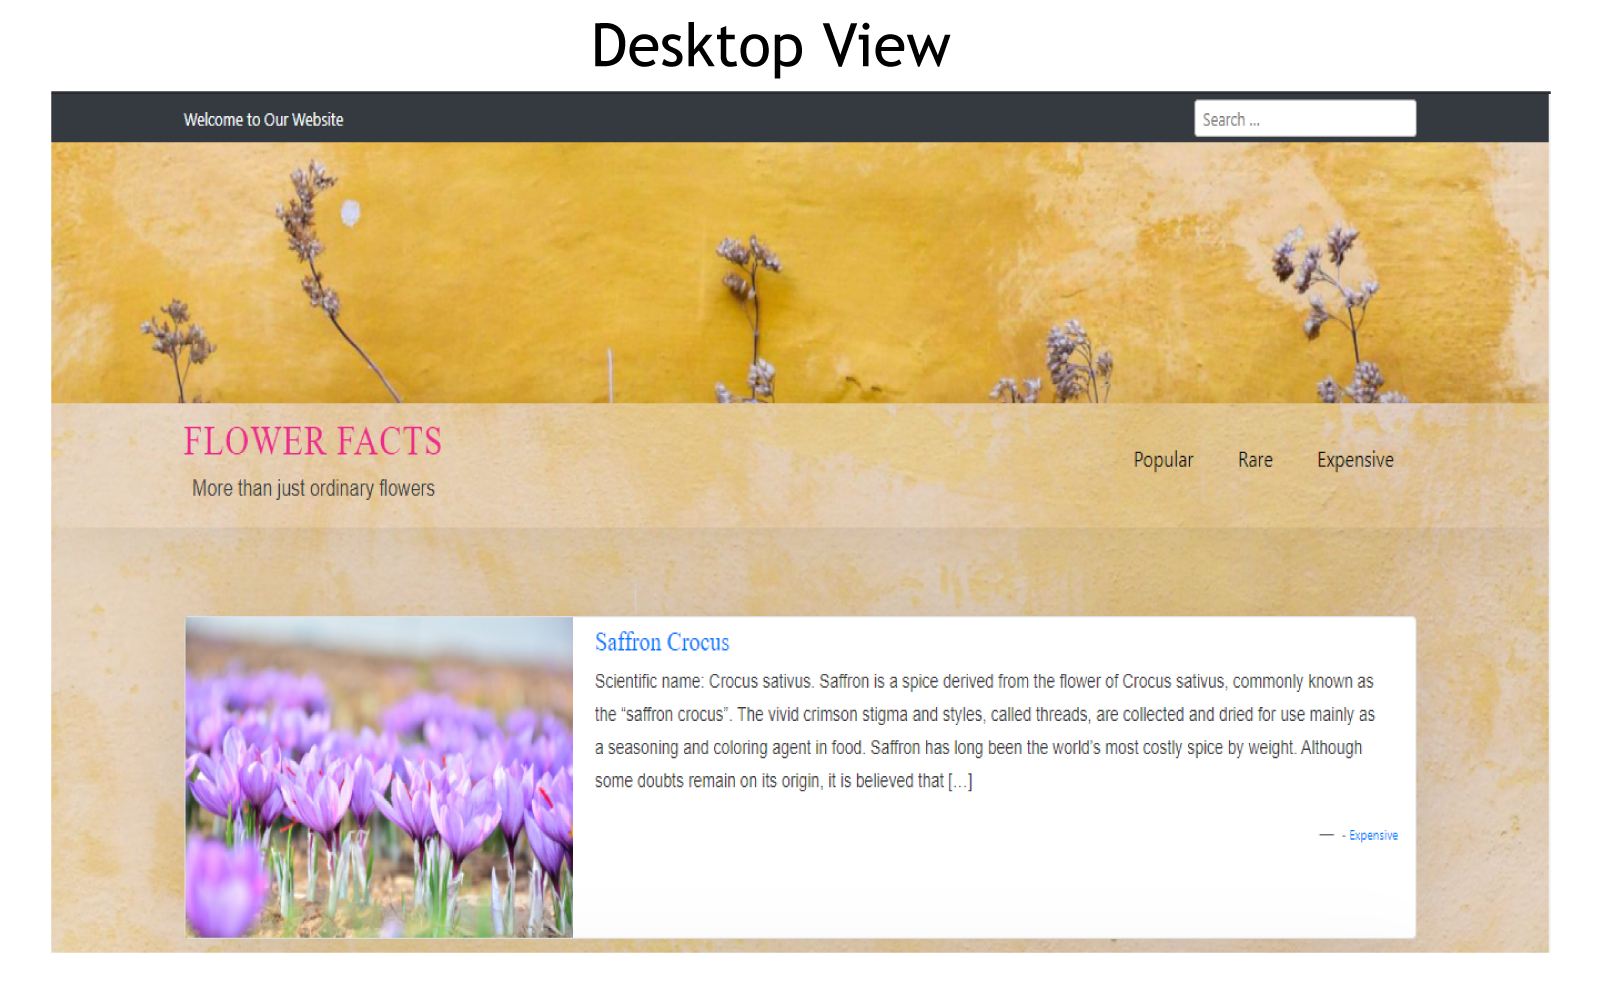 Desktop View
Welcome to Our Website
Search ...
FLOWER FACTS
More than just ordinary flowers
Popular Rare Expensive
Saffron Crocus
Scientific name: Crocus sativus. Saffron is a spice derived from the flower of Crocus sativus, commonly known as
the “saffron crocus”. The vivid crimson stigma and styles, called threads, are collected and dried for use mainly as
a seasoning and coloring agent in food. Saffron has long been the world’s most costly spice by weight. Although
some doubts remain on its origin, it is believed that […]
— - Expensive